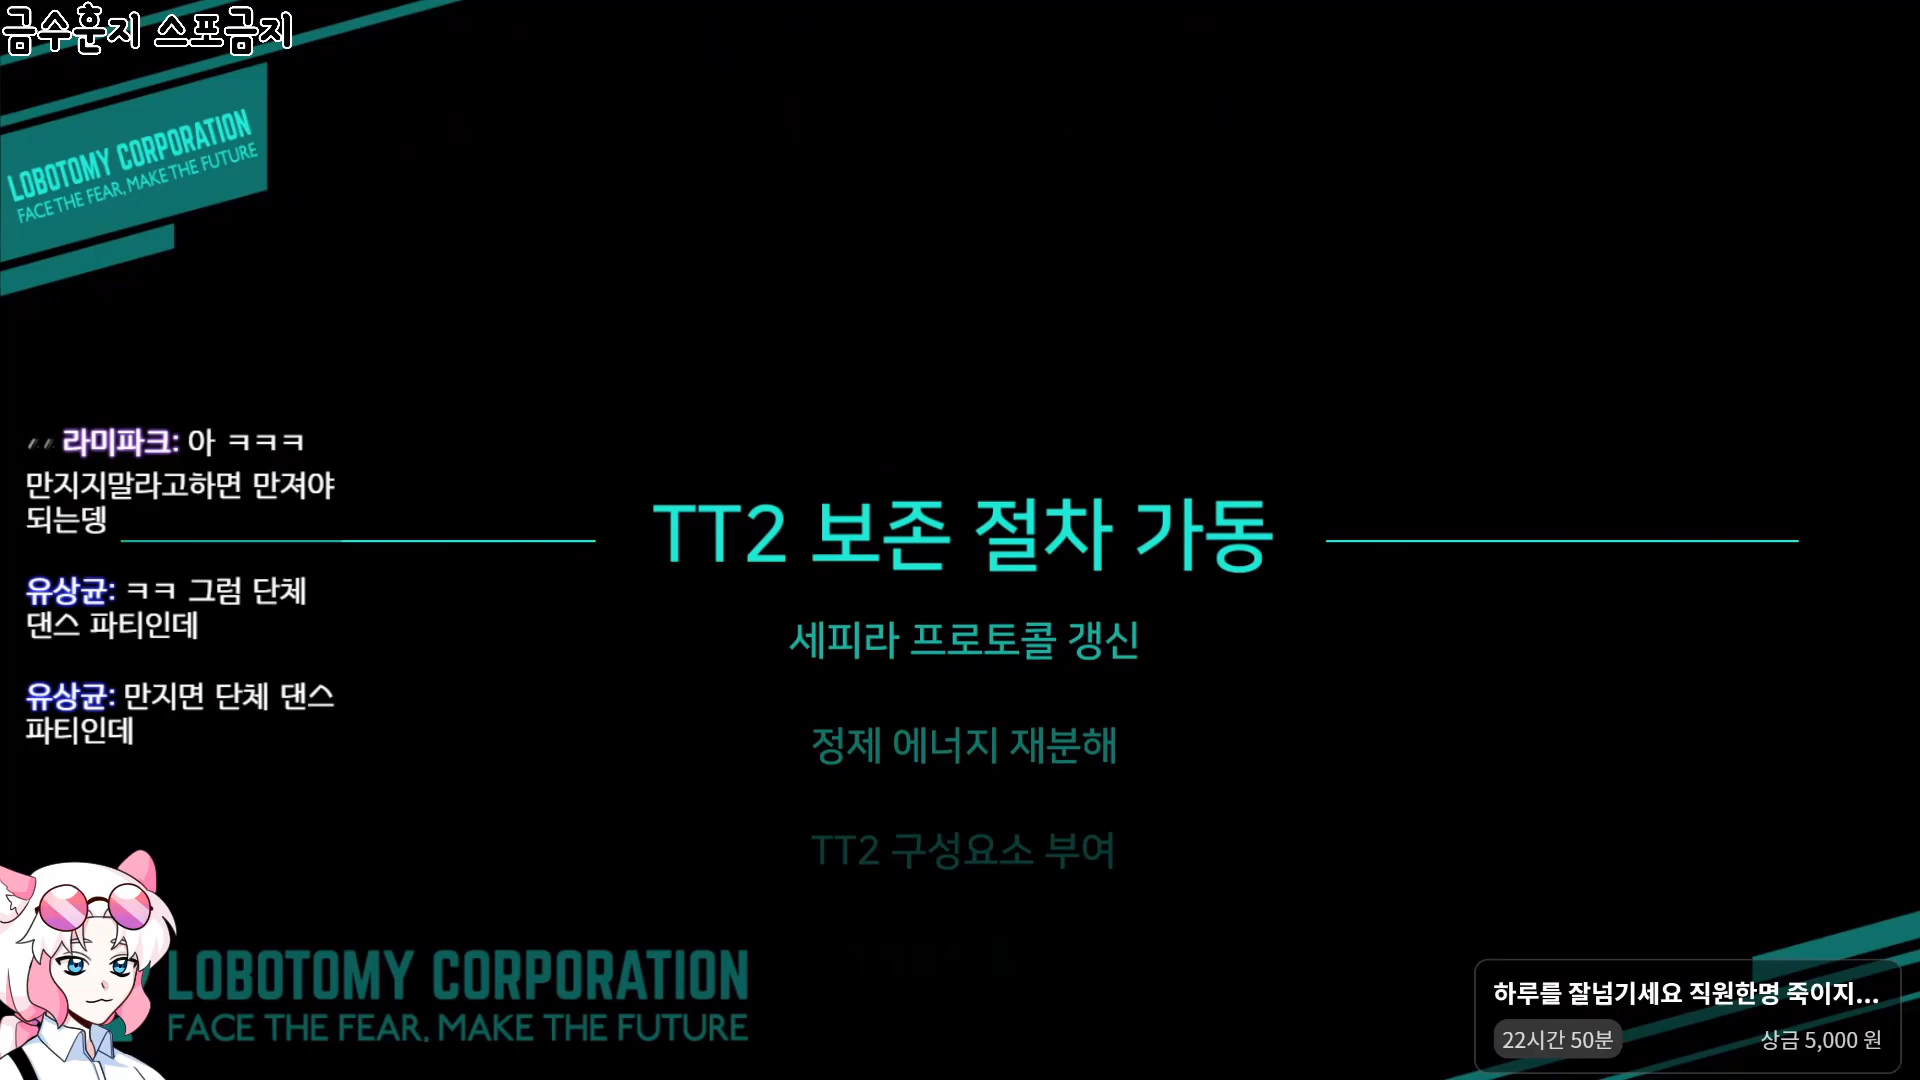 금수훈지 스포금지
LOBOTOMY CORPORATION
FACE THE FEAR, MAKE THE FUTURE
라미파크: 아 ㅋㅋㅋ
만지지말라고하면 만져야
되는뎅
유상균: ㅋㅋ 그럼 단체
댄스 파티인데
유상균: 만지면 단체 댄스
파티인데
TT2 보존 절차 가동
세피라 프로토콜 갱신
정제 에너지 재분해
TT2 구성요소 부여
LOBOTOMY CORPORATION
FACE THE FEAR, MAKE THE FUTURE
하루를 잘넘기세요 직원한명 죽이지...
22시간 50분
상금 5,000 원